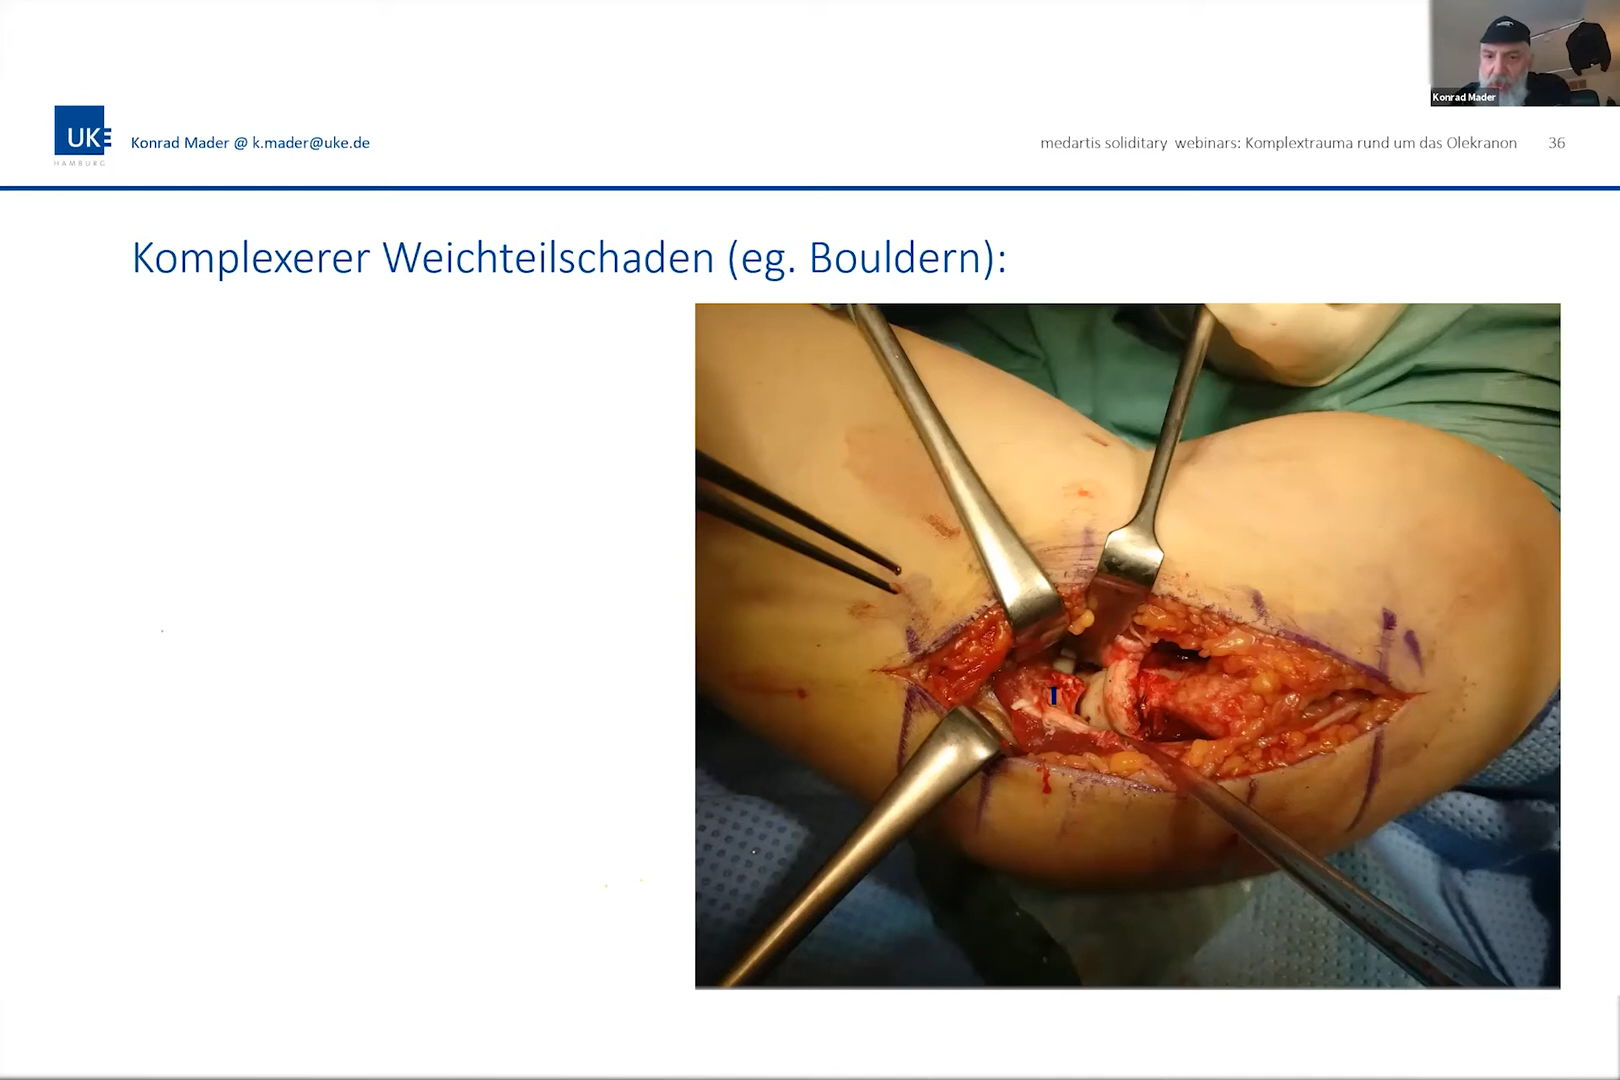 Konrad Mader
UKE
HAMBURG
Konrad Mader @ k.mader@uke.de
medartis soliditary webinars: Komplextrauma rund um das Olekranon 36
Komplexerer Weichteilschaden (eg. Bouldern):